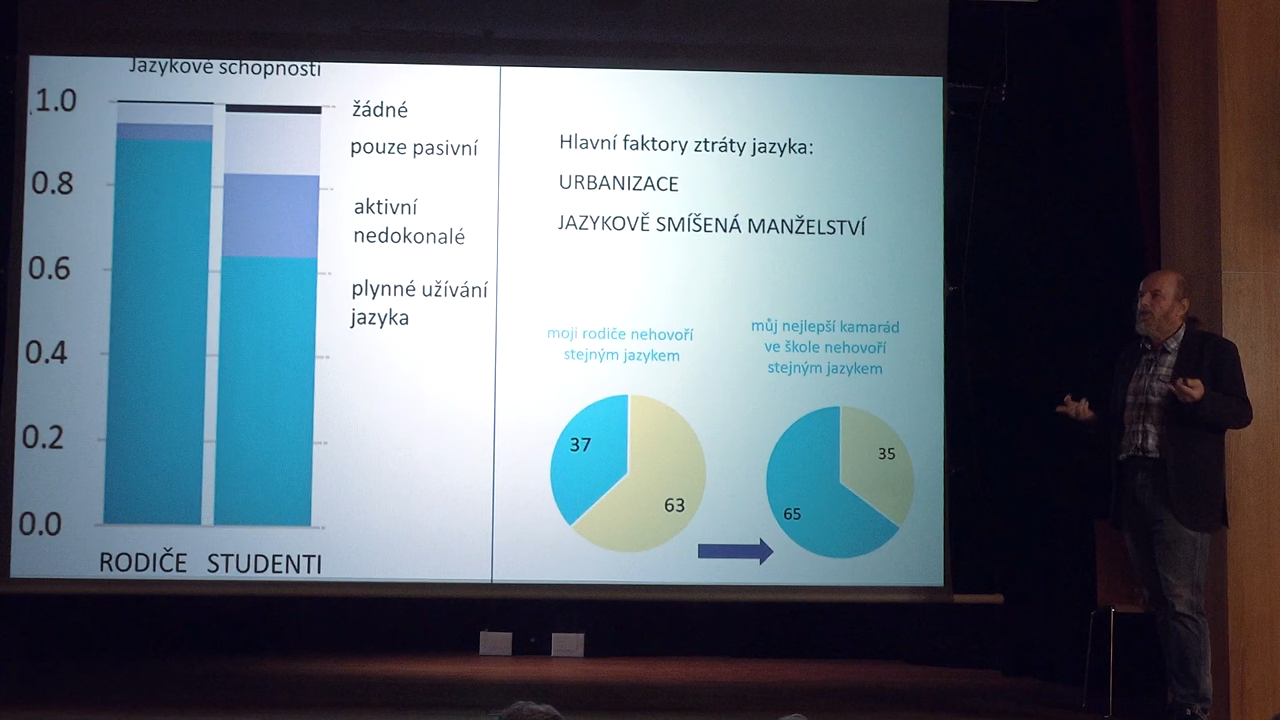 Jazykové schopnosti
1.0
0.8
0.6
0.4
0.2
0.0
žádné
pouze pasivní
aktivní
nedokonalé
plynné užívání
jazyka
RODIČE STUDENTI
Hlavní faktory ztráty jazyka:
URBANIZACE
JAZYKOVĚ SMÍŠENÁ MANŽELSTVÍ
moji rodiče nehovoří
stejným jazykem
37
63
můj nejlepší kamarád
ve škole nehovoří
stejným jazykem
35
65